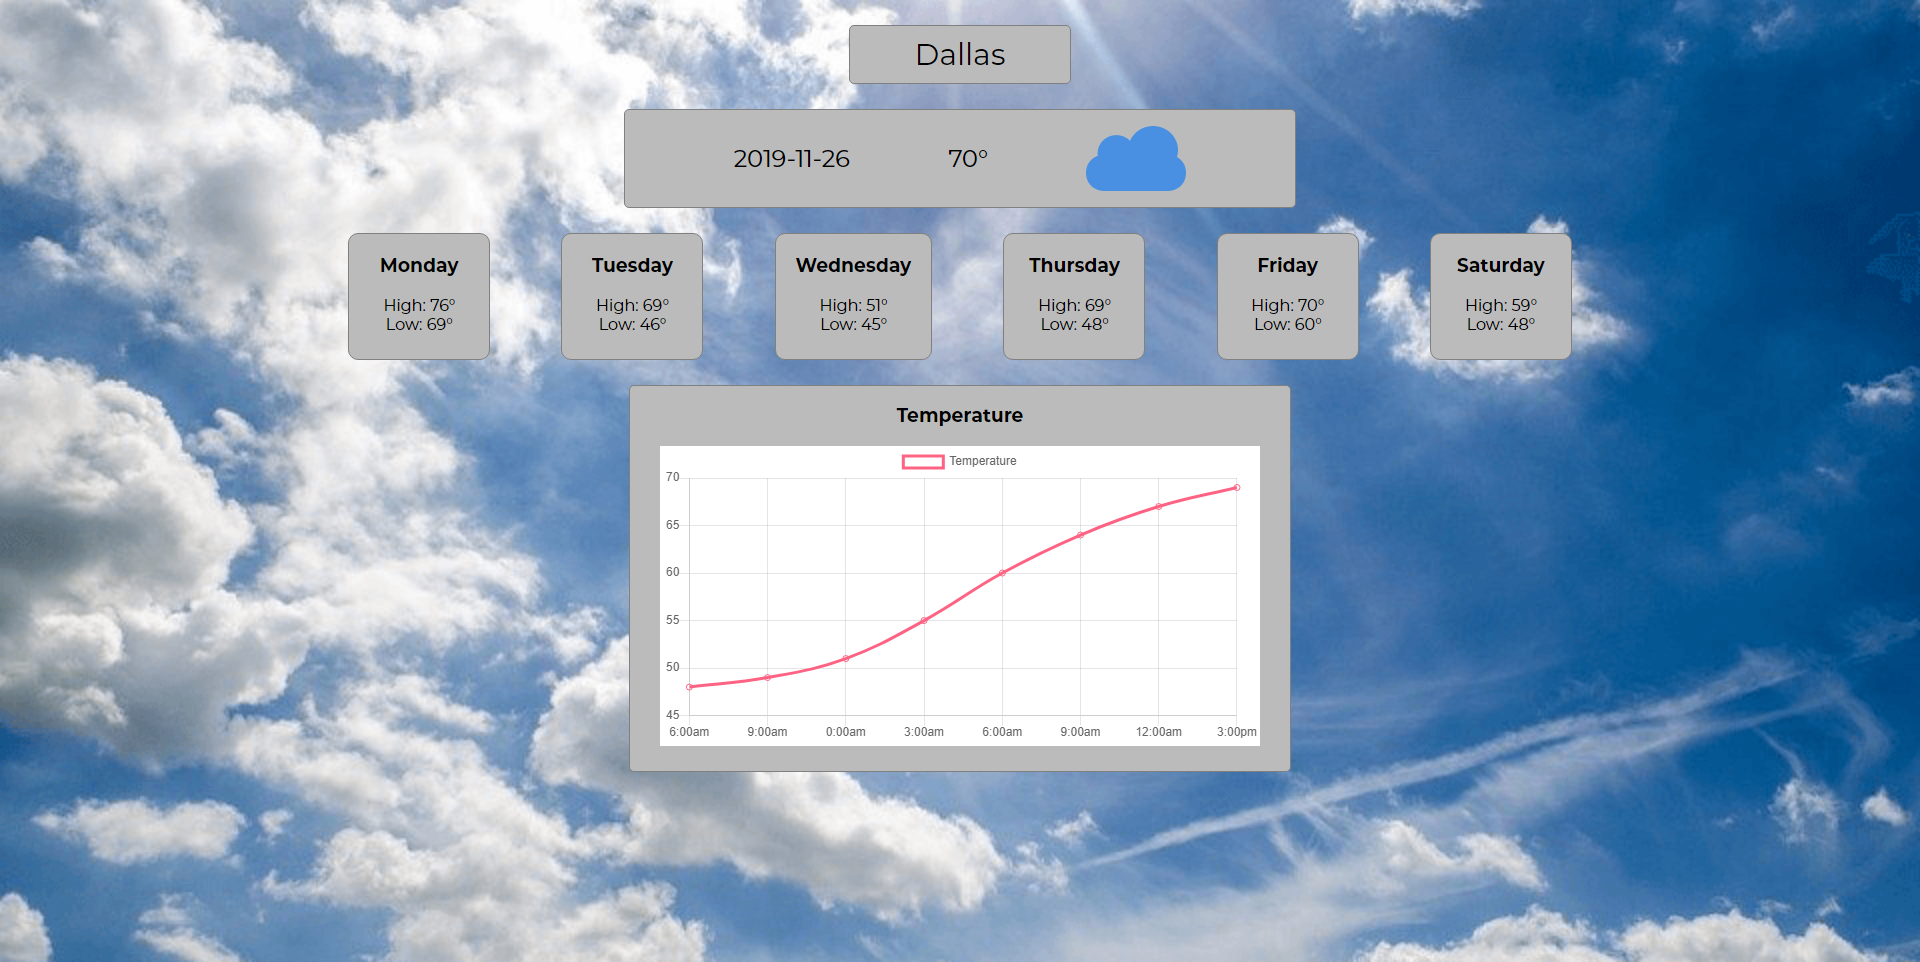 Dallas
2019-11-26 70°
Monday
High: 76°
Low: 69°
Tuesday
High: 69°
Low: 46°
Wednesday
High: 51°
Low: 45°
Thursday
High: 69°
Low: 48°
Friday
High: 70°
Low: 60°
Saturday
High: 59°
Low: 48°
Temperature
Temperature
70
65
60
55
50
45
6:00am 9:00am 0:00am 3:00am 6:00am 9:00am 12:00am 3:00pm